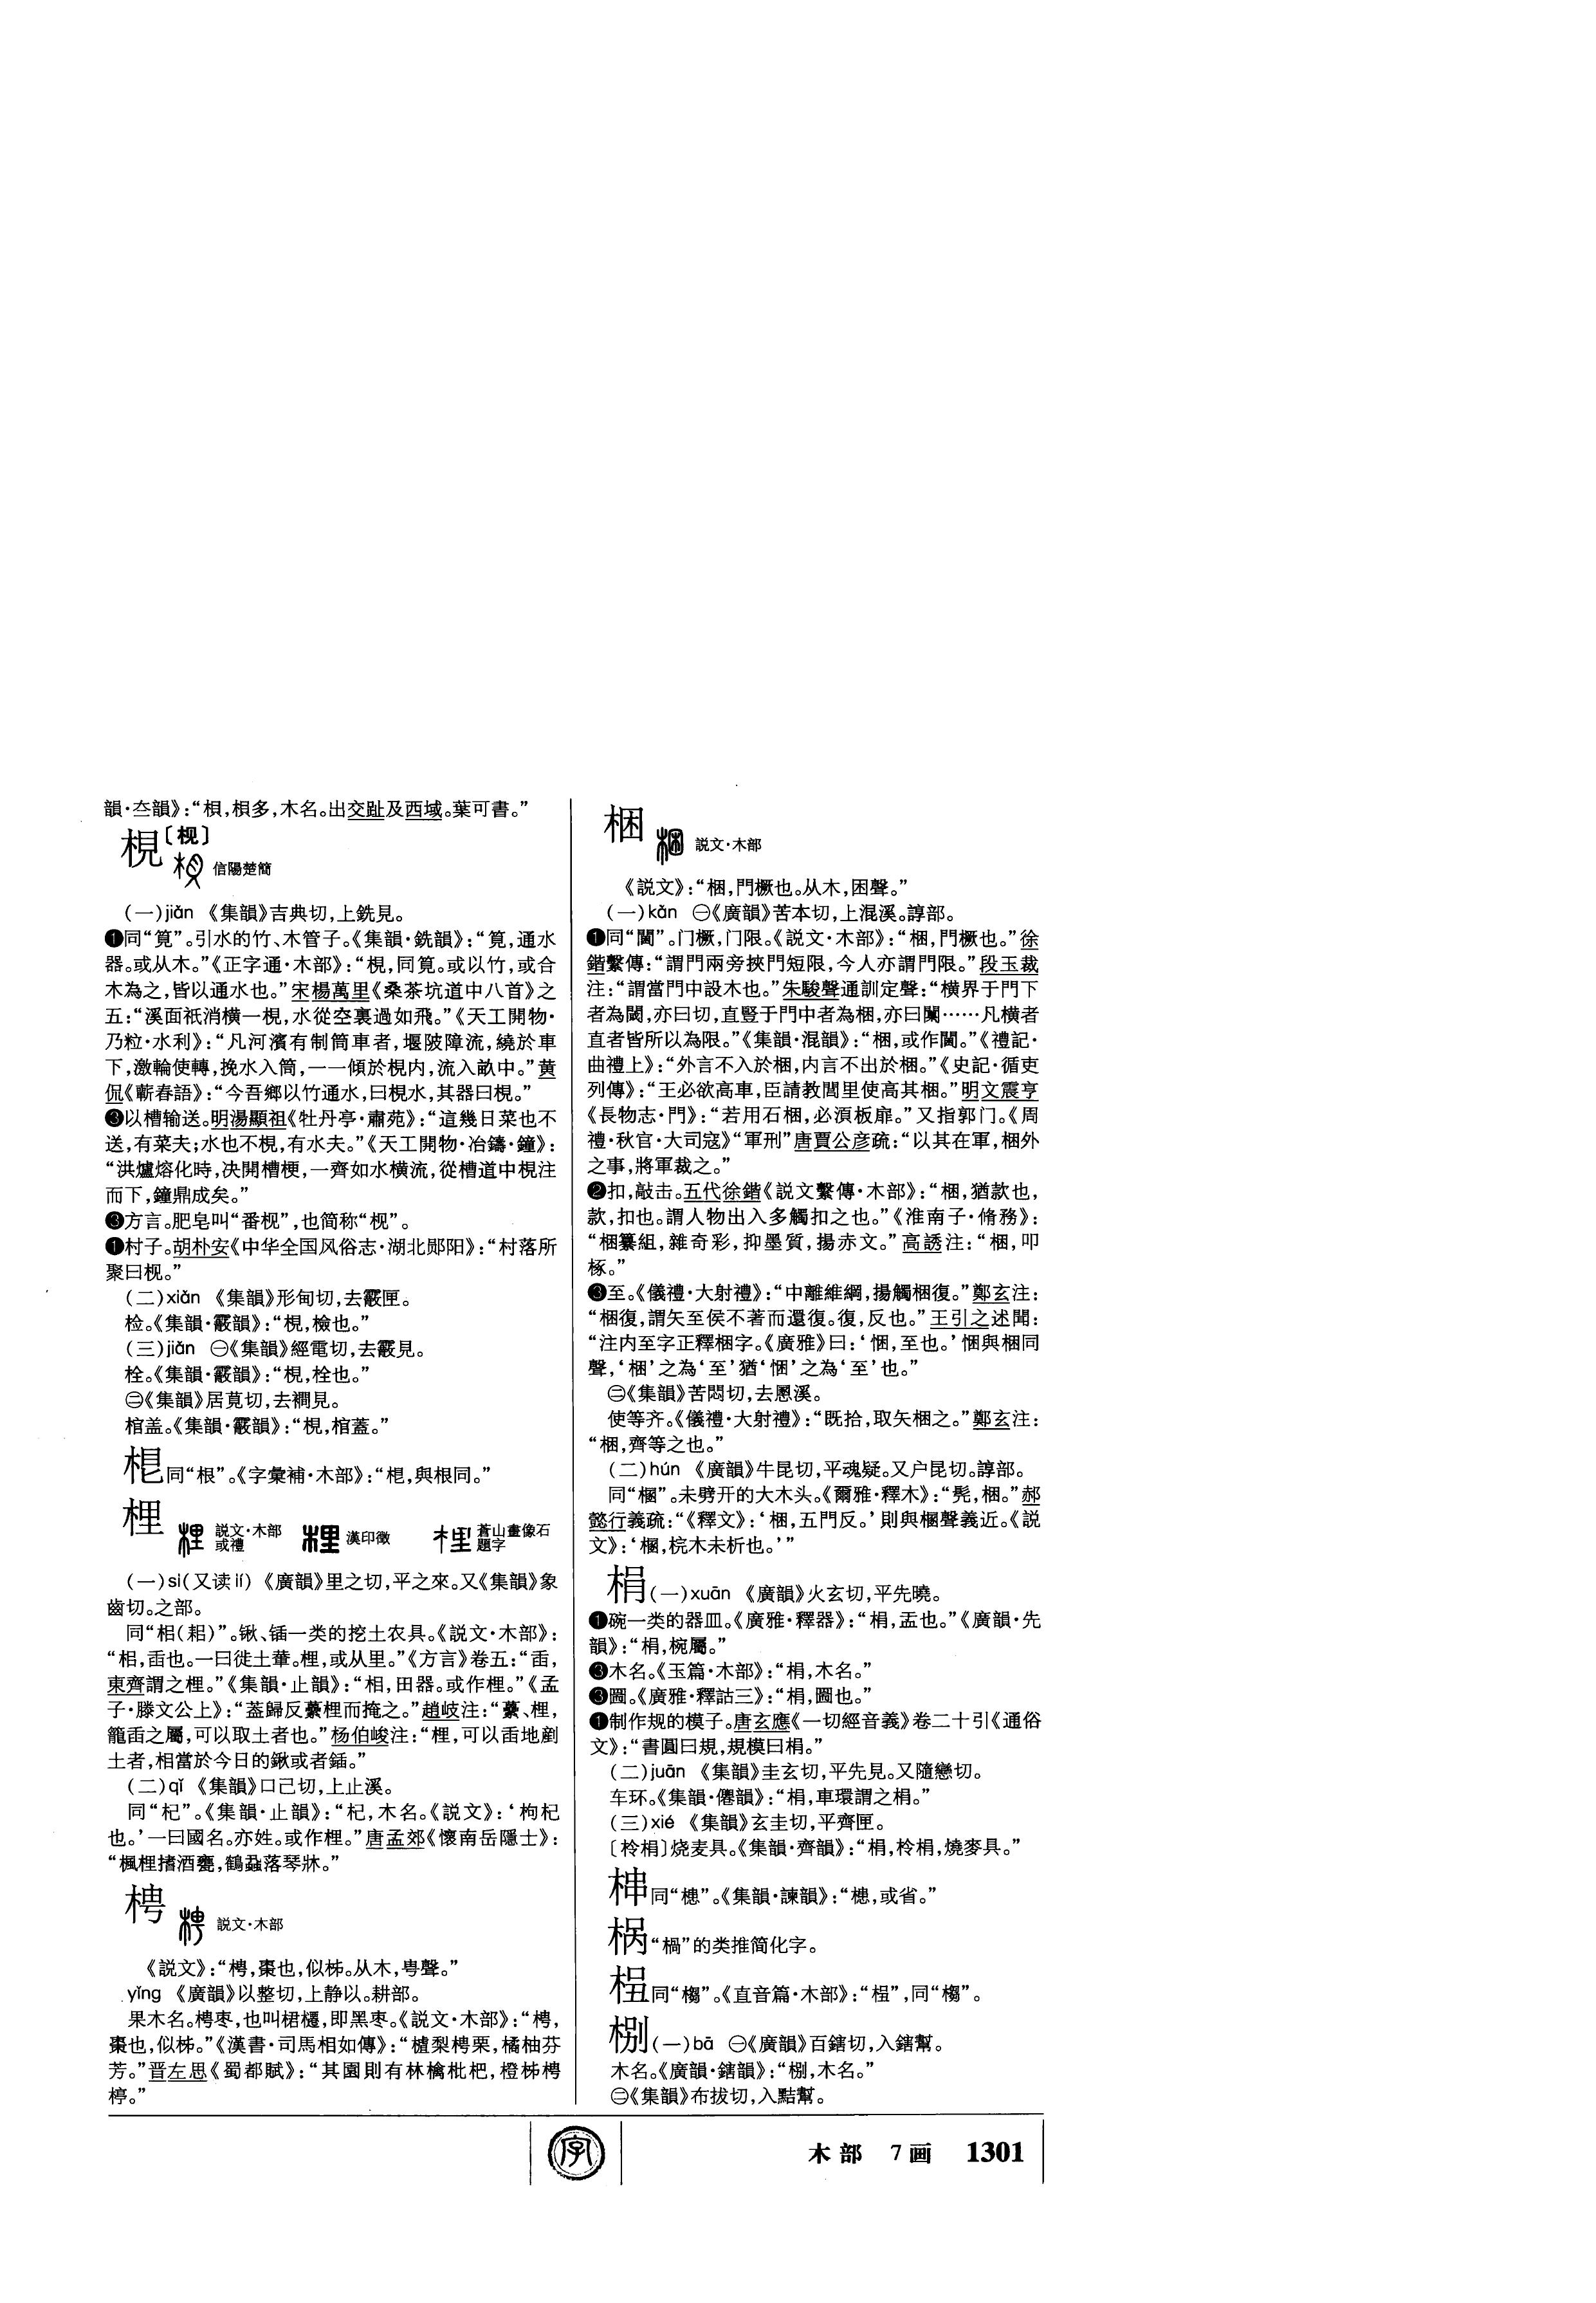 韻·亝韻》：“梖，梖多，木名。出交趾及西域。葉可書。”
梘〔枧〕
信陽楚簡
（一）jiǎn 《集韻》吉典切，上銑見。
❶同“筧”。引水的竹、木管子。《集韻·銑韻》：“筧，通水
器。或从木。”《正字通·木部》：“梘，同筧。或以竹，或合
木為之，皆以通水也。”宋楊萬里《桑茶坑道中八首》之
五：“溪面衹消横一梘，水從空裏過如飛。”《天工開物·
乃粒·水利》：“凡河濱有制筒車者，堰陂障流，繞於車
下，激輪使轉，挽水入筒，一一傾於梘内，流入畝中。”黄
侃《蘄春語》：“今吾鄉以竹通水，曰梘水，其器曰梘。”
❸以槽输送。明湯顯祖《牡丹亭·肅苑》：“這幾日菜也不
送，有菜夫；水也不梘，有水夫。”《天工開物·冶鑄·鐘》：
“洪爐熔化時，决開槽梗，一齊如水横流，從槽道中梘注
而下，鐘鼎成矣。”
❸方言。肥皂叫“番枧”，也简称“枧”。
❶村子。胡朴安《中华全国风俗志·湖北郧阳》：“村落所
聚曰枧。”
（二）xiǎn 《集韻》形甸切，去霰匣。
检。《集韻·霰韻》：“梘，檢也。”
（三）jiǎn ㊀《集韻》經電切，去霰見。
栓。《集韻·霰韻》：“梘，栓也。”
㊂《集韻》居莧切，去襇見。
棺盖。《集韻·霰韻》：“梘，棺蓋。”
同“根”。《字彙補·木部》：“，與根同。”
梩
説文·木部
或禮
漢印徵
蒼山畫像石
題字
（一）si（又读lí） 《廣韻》里之切，平之來。又《集韻》象
齒切。之部。
同“梠（耜）”。锹、锸一类的挖土农具。《説文·木部》：
“梠，臿也。一曰徙土輂。梩，或从里。”《方言》卷五：“臿，
東齊謂之梩。”《集韻·止韻》：“相，田器。或作梩。”《孟
子·滕文公上》：“蓋歸反虆梩而掩之。”趙岐注：“虆、梩，
籠臿之屬，可以取土者也。”杨伯峻注：“梩，可以臿地剷
土者，相當於今日的鍬或者鍤。”
（二）qǐ 《集韻》口己切，上止溪。
同“杞”。《集韻·止韻》：“杞，木名。《説文》：‘枸杞
也。’一曰國名。亦姓。或作梩。”唐孟郊《懷南岳隱士》：
“楓梩搘酒甕，鶴蝨落琴牀。”
梬
説文·木部
《説文》：“梬，棗也，似柹。从木，甹聲。”
yǐng 《廣韻》以整切，上静以。耕部。
果木名。梬枣，也叫桾櫏，即黑枣。《説文·木部》：“梬，
棗也，似柹。”《漢書·司馬相如傳》：“樝梨梬栗，橘柚芬
芳。”晋左思《蜀都賦》：“其園則有林檎枇杷，橙柹梬
楟。”
梱
説文·木部
《説文》：“梱，門橛也。从木，困聲。”
（一）kǎn ㊀《廣韻》苦本切，上混溪。諄部。
❶同“閫”。门橛，门限。《説文·木部》：“梱，門橛也。”徐
鍇繫傳：“謂門兩旁挾門短限，今人亦謂門限。”段玉裁
注：“謂當門中設木也。”朱駿聲通訓定聲：“横界于門下
者為閾，亦曰切，直豎于門中者為梱，亦曰闑……凡横者
直者皆所以為限。”《集韻·混韻》：“梱，或作閫。”《禮記·
曲禮上》：“外言不入於梱，内言不出於梱。”《史記·循吏
列傳》：“王必欲高車，臣請教閭里使高其梱。”明文震亨
《長物志·門》：“若用石梱，必湏板扉。”又指郭门。《周
禮·秋官·大司寇》“軍刑”唐賈公彦疏：“以其在軍，梱外
之事，將軍裁之。”
❷扣，敲击。五代徐鍇《説文繫傳·木部》：“梱，猶款也，
款，扣也。謂人物出入多觸扣之也。”《淮南子·脩務》：
“梱纂組，雜奇彩，抑墨質，揚赤文。”高誘注：“梱，叩
椓。”
❸至。《儀禮·大射禮》：“中離維綱，揚觸梱復。”鄭玄注：
“梱復，謂矢至侯不著而還復。復，反也。”王引之述聞：
“注内至字正釋梱字。《廣雅》曰：‘悃，至也。’悃與梱同
聲，‘梱’之為‘至’猶‘悃’之為‘至’也。”
㊂《集韻》苦悶切，去慁溪。
使等齐。《儀禮·大射禮》：“既拾，取矢梱之。”鄭玄注：
“梱，齊等之也。”
（二）hún 《廣韻》牛昆切，平魂疑。又户昆切。諄部。
同“棞”。未劈开的大木头。《爾雅·釋木》：“髡，梱。”郝
懿行義疏：“《釋文》：‘梱，五門反。’則與棞聲義近。《説
文》：‘棞，梡木未析也。’”
梋（一）xuān 《廣韻》火玄切，平先曉。
❶碗一类的器皿。《廣雅·釋器》：“梋，盂也。”《廣韻·先
韻》：“梋，椀屬。”
❸木名。《玉篇·木部》：“梋，木名。”
❸圌。《廣雅·釋詁三》：“梋，圌也。”
❶制作规的模子。唐玄應《一切經音義》卷二十引《通俗
文》：“書圓曰規，規模曰梋。”
（二）juān 《集韻》圭玄切，平先見。又隨戀切。
车环。《集韻·僊韻》：“梋，車環謂之梋。”
（三）xié 《集韻》玄圭切，平齊匣。
〔柃梋〕烧麦具。《集韻·齊韻》：“梋，柃梋，燒麥具。”
同“槵”。《集韻·諫韻》：“槵，或省。”
“楇”的类推简化字。
同“㮲”。《直音篇·木部》：“”，同“㮲”。
捌（一）bā ㊀《廣韻》百鎋切，入鎋幫。
木名。《廣韻·鎋韻》：“捌，木名。”
㊂《集韻》布拔切，入黠幫。
字
木部 7画 1301